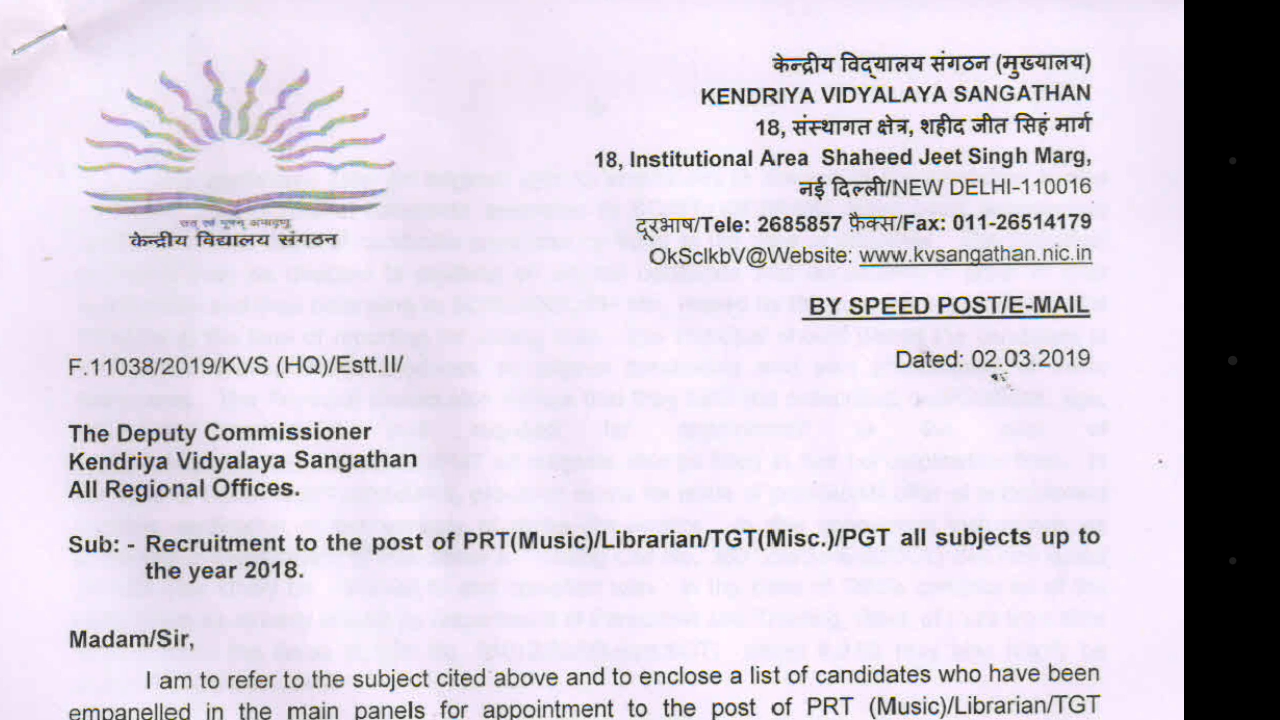 केन्द्रीय विद्यालय संगठन (मुख्यालय)
KENDRIYA VIDYALAYA SANGATHAN
18, संस्थागत क्षेत्र, शहीद जीत सिहं मार्ग
18, Institutional Area Shaheed Jeet Singh Marg,
नई दिल्ली/NEW DELHI-110016
दुरभाष/Tele: 2685857 फ़ैक्स/Fax: 011-26514179
OkSclkbV@Website: www.kvsangathan.nic.in
केन्द्रीय विद्यालय संगठन
BY SPEED POST/E-MAIL
F.11038/2019/KVS (HQ)/Estt.II/
Dated: 02.03.2019
The Deputy Commissioner
Kendriya Vidyalaya Sangathan
All Regional Offices.
Sub: - Recruitment to the post of PRT(Music)/Librarian/TGT(Misc.)/PGT all subjects up to
the year 2018.
Madam/Sir,
I am to refer to the subject cited above and to enclose a list of candidates who have been
empanelled in the main panels for appointment to the post of PRT (Music)/Librarian/TGT